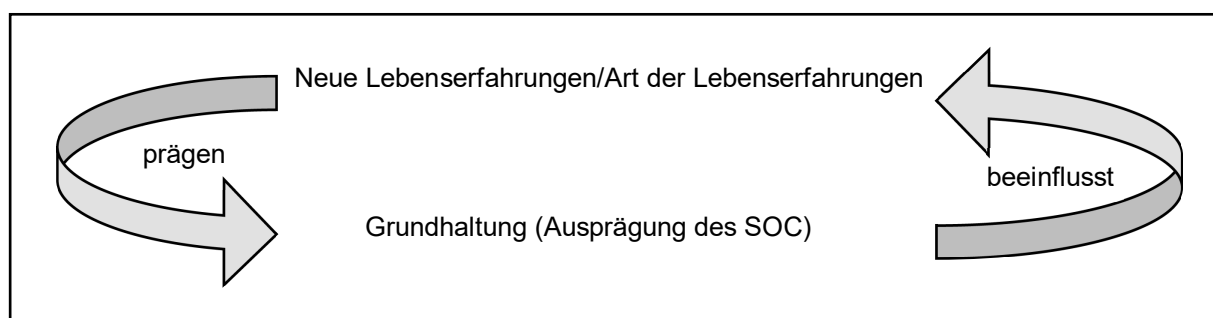 Neue Lebenserfahrungen/Art der Lebenserfahrungen
prägen
beeinflusst
Grundhaltung (Ausprägung des SOC)